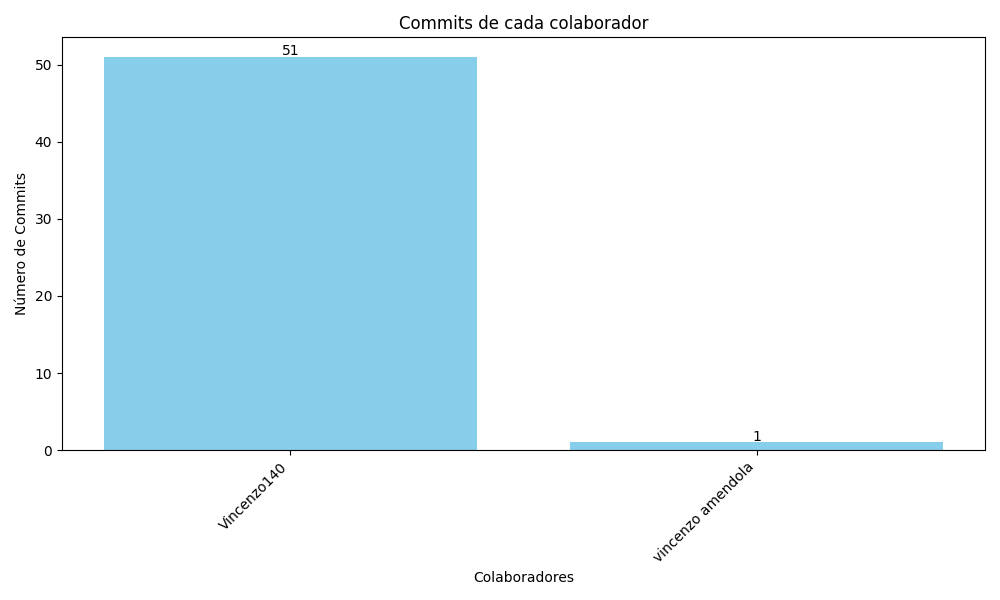 Commits de cada colaborador
51
50
40
30
20
10
0
1
Número de Commits
Vincenzo140
vincenzo amendola
Colaboradores